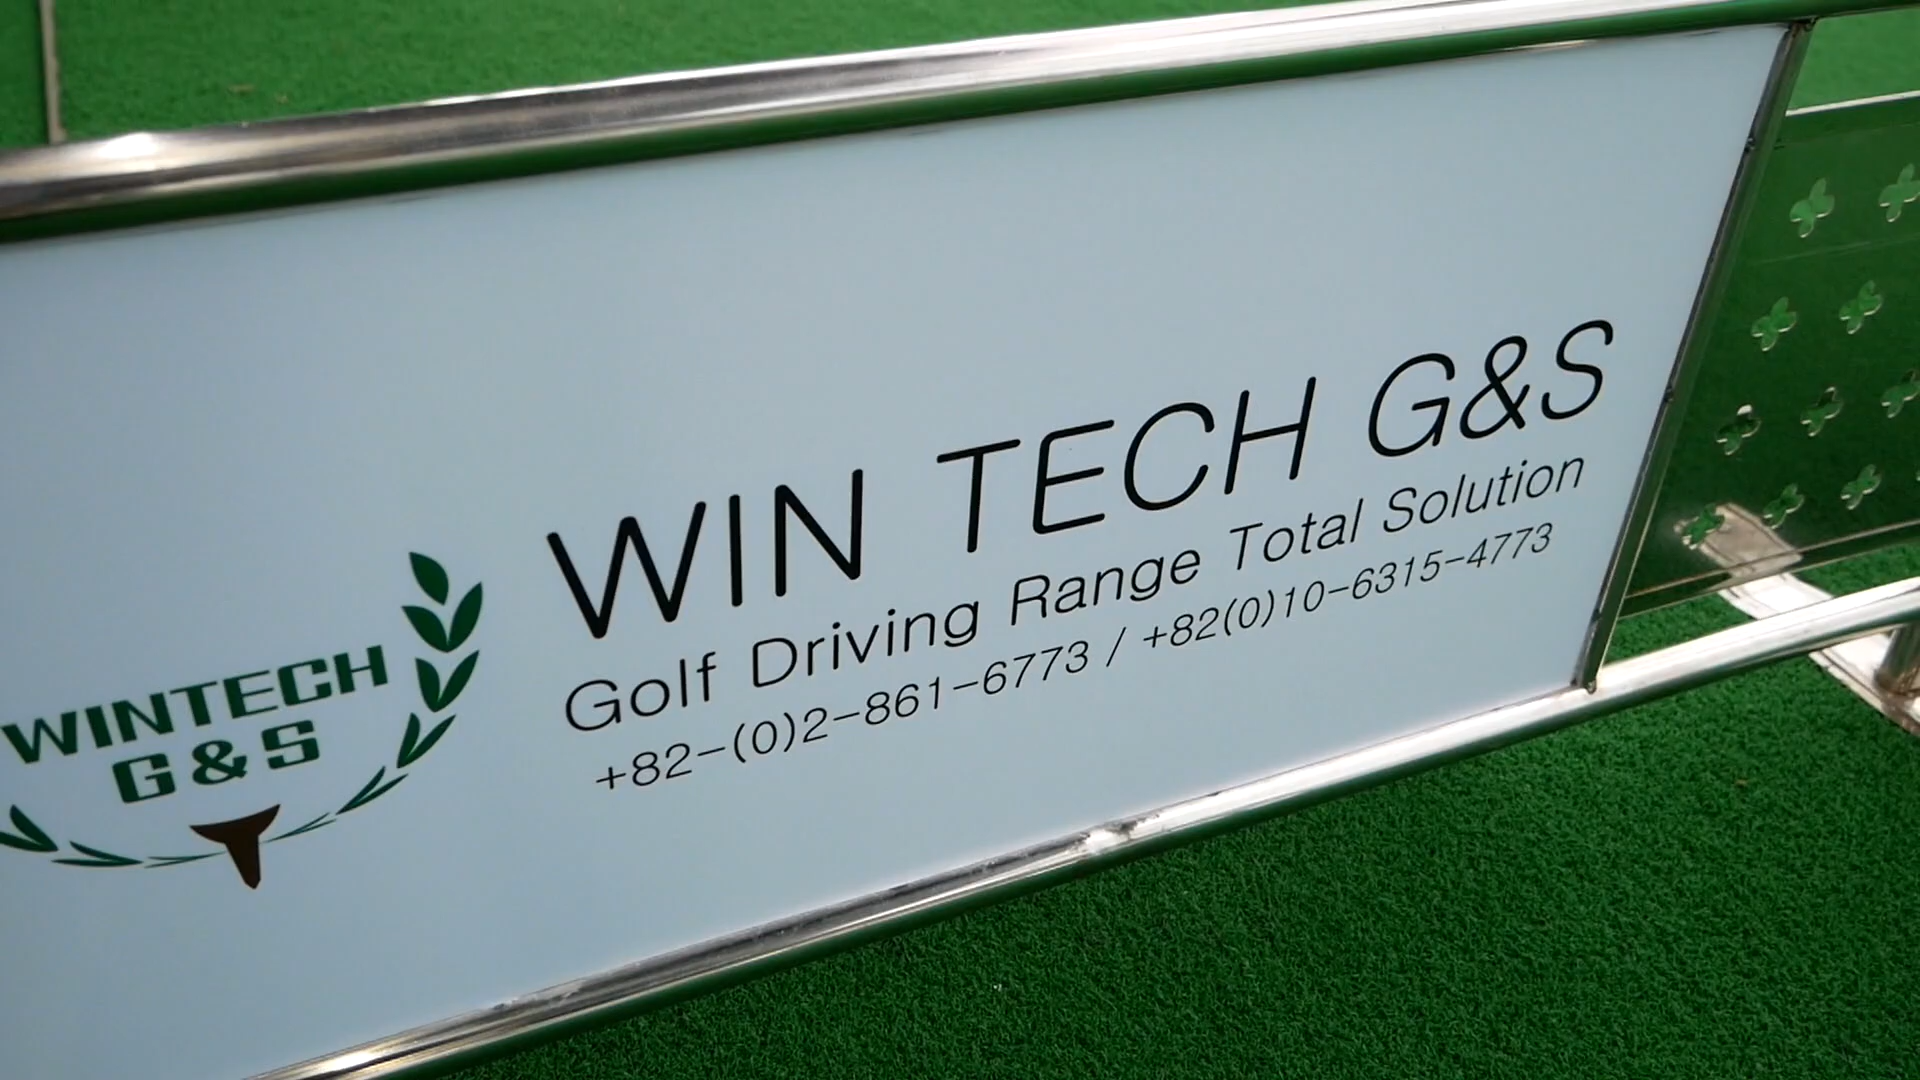 WINTECH
G&S
WIN TECH G&S
Golf Driving Range Total Solution
+82-(0)2-861-6773 / +82(0)10-6315-4773